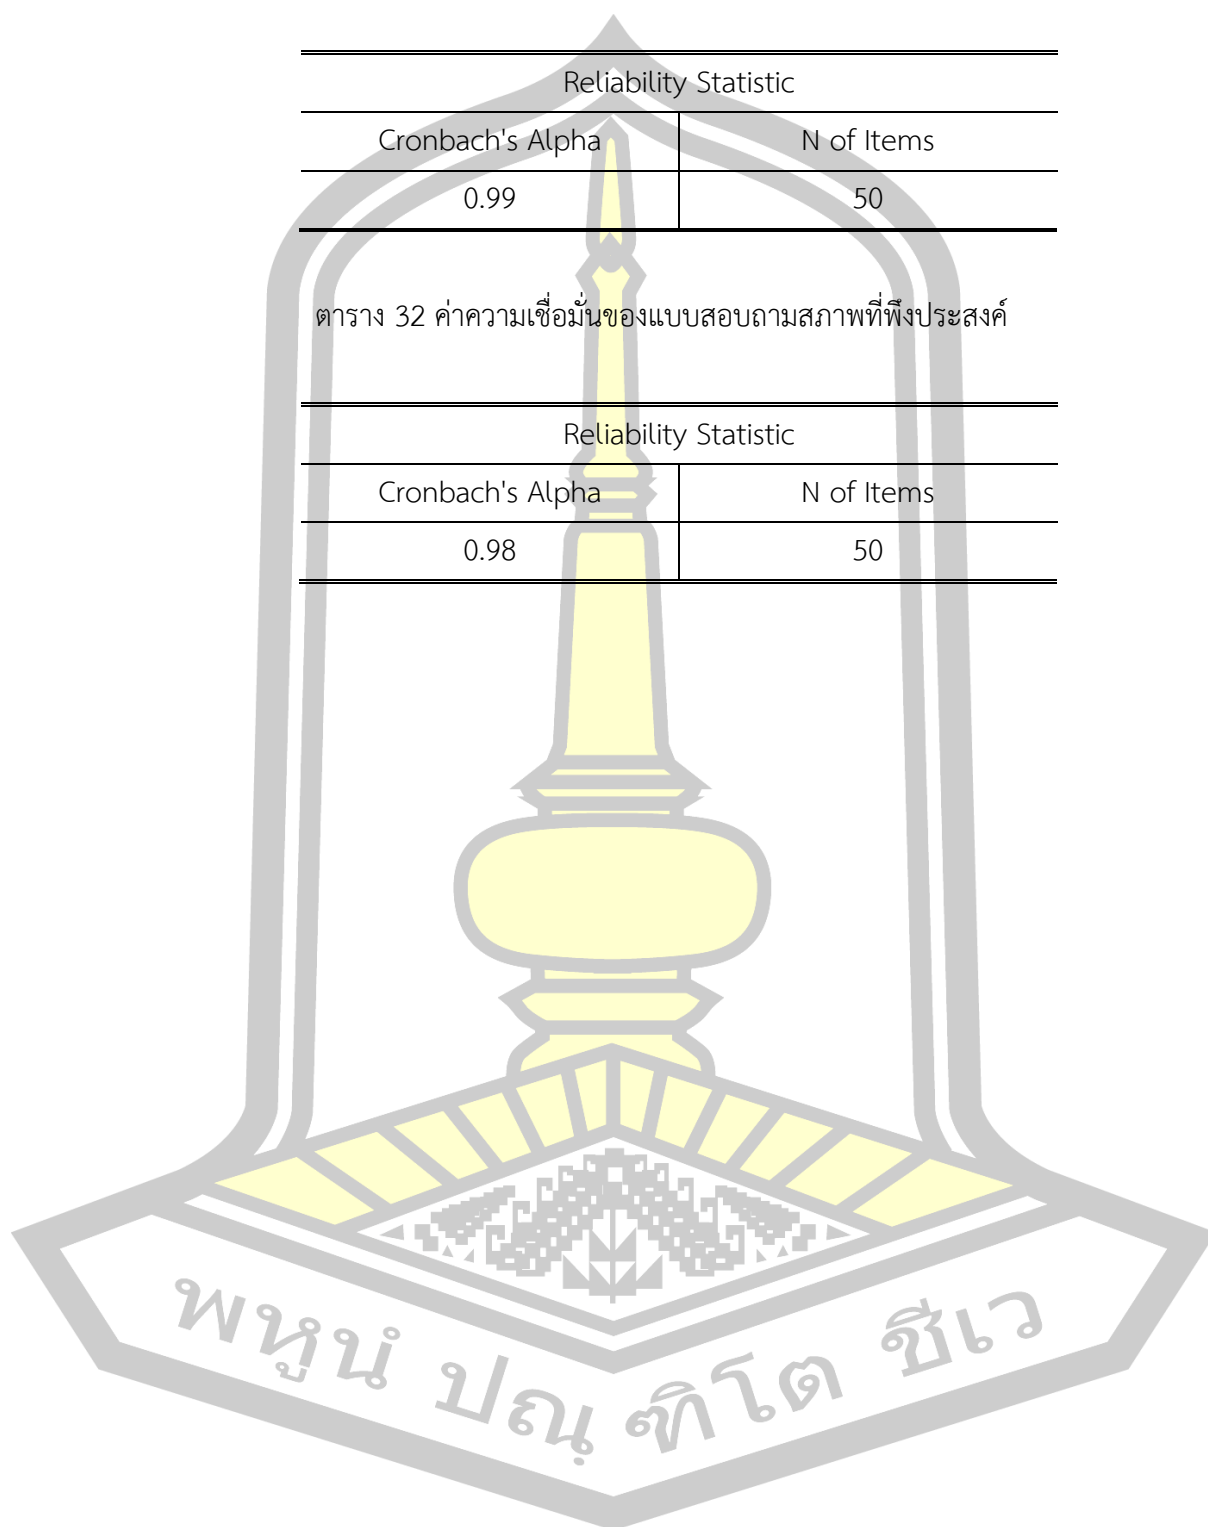 Reliability Statistic
Cronbach's Alpha N of Items
0.99 50
ตาราง 32 ค่าความเชื่อมั่นของแบบสอบถามสภาพที่พึงประสงค์
Reliability Statistic
Cronbach's Alpha N of Items
0.98 50
พหูนํ ปณฺฑิโต ชีเว